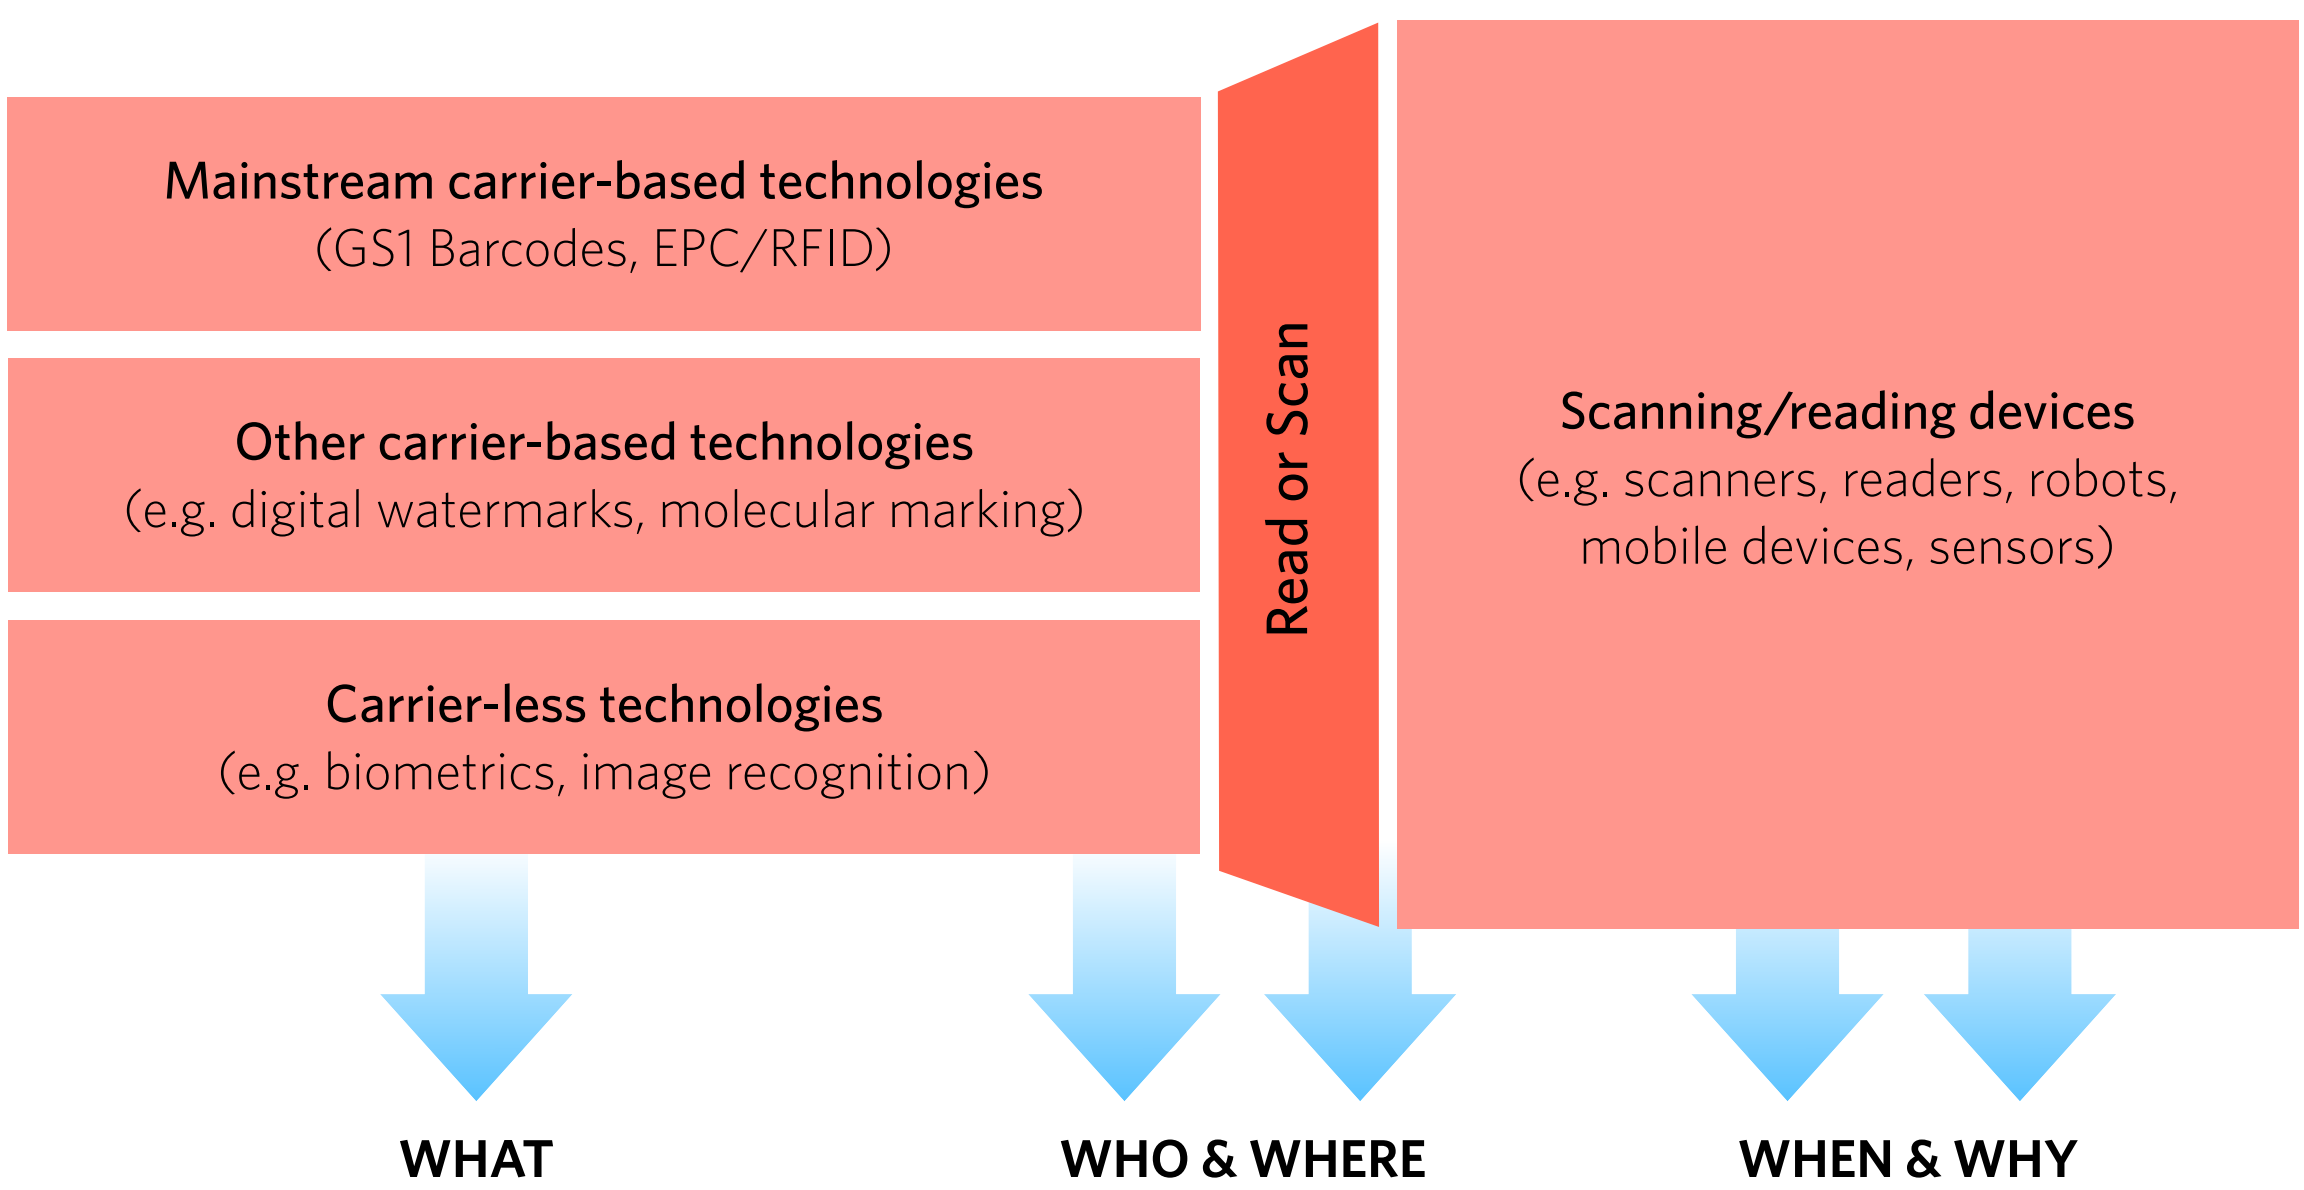 Mainstream carrier-based technologies
(GS1 Barcodes, EPC/RFID)
Other carrier-based technologies
(e.g. digital watermarks, molecular marking)
Carrier-less technologies
(e.g. biometrics, image recognition)
Read or Scan
Scanning/reading devices
(e.g. scanners, readers, robots,
mobile devices, sensors)
WHAT
WHO & WHERE
WHEN & WHY